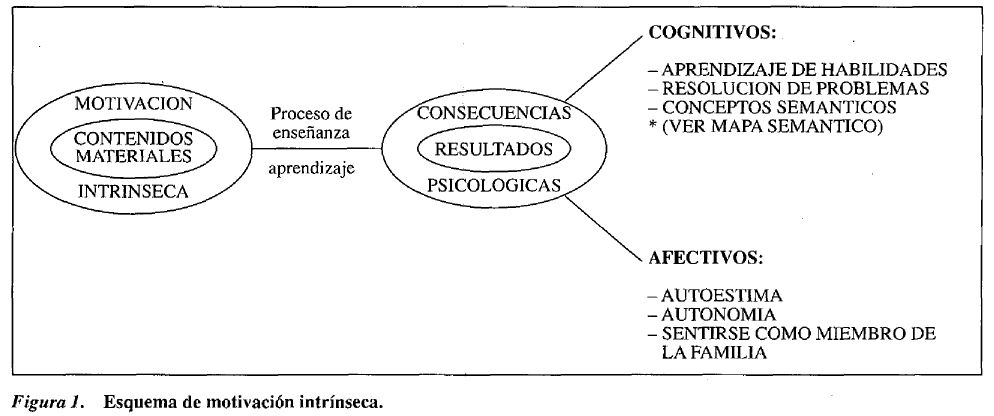 MOTIVACION
CONTENIDOS
MATERIALES
INTRINSECA
Proceso de
enseñanza
aprendizaje
CONSECUENCIAS
RESULTADOS
PSICOLOGICAS
COGNITIVOS:
– APRENDIZAJE DE HABILIDADES
– RESOLUCION DE PROBLEMAS
– CONCEPTOS SEMANTICOS
* (VER MAPA SEMANTICO)
AFECTIVOS:
– AUTOESTIMA
– AUTONOMIA
– SENTIRSE COMO MIEMBRO DE
LA FAMILIA
Figura 1. Esquema de motivación intrínseca.